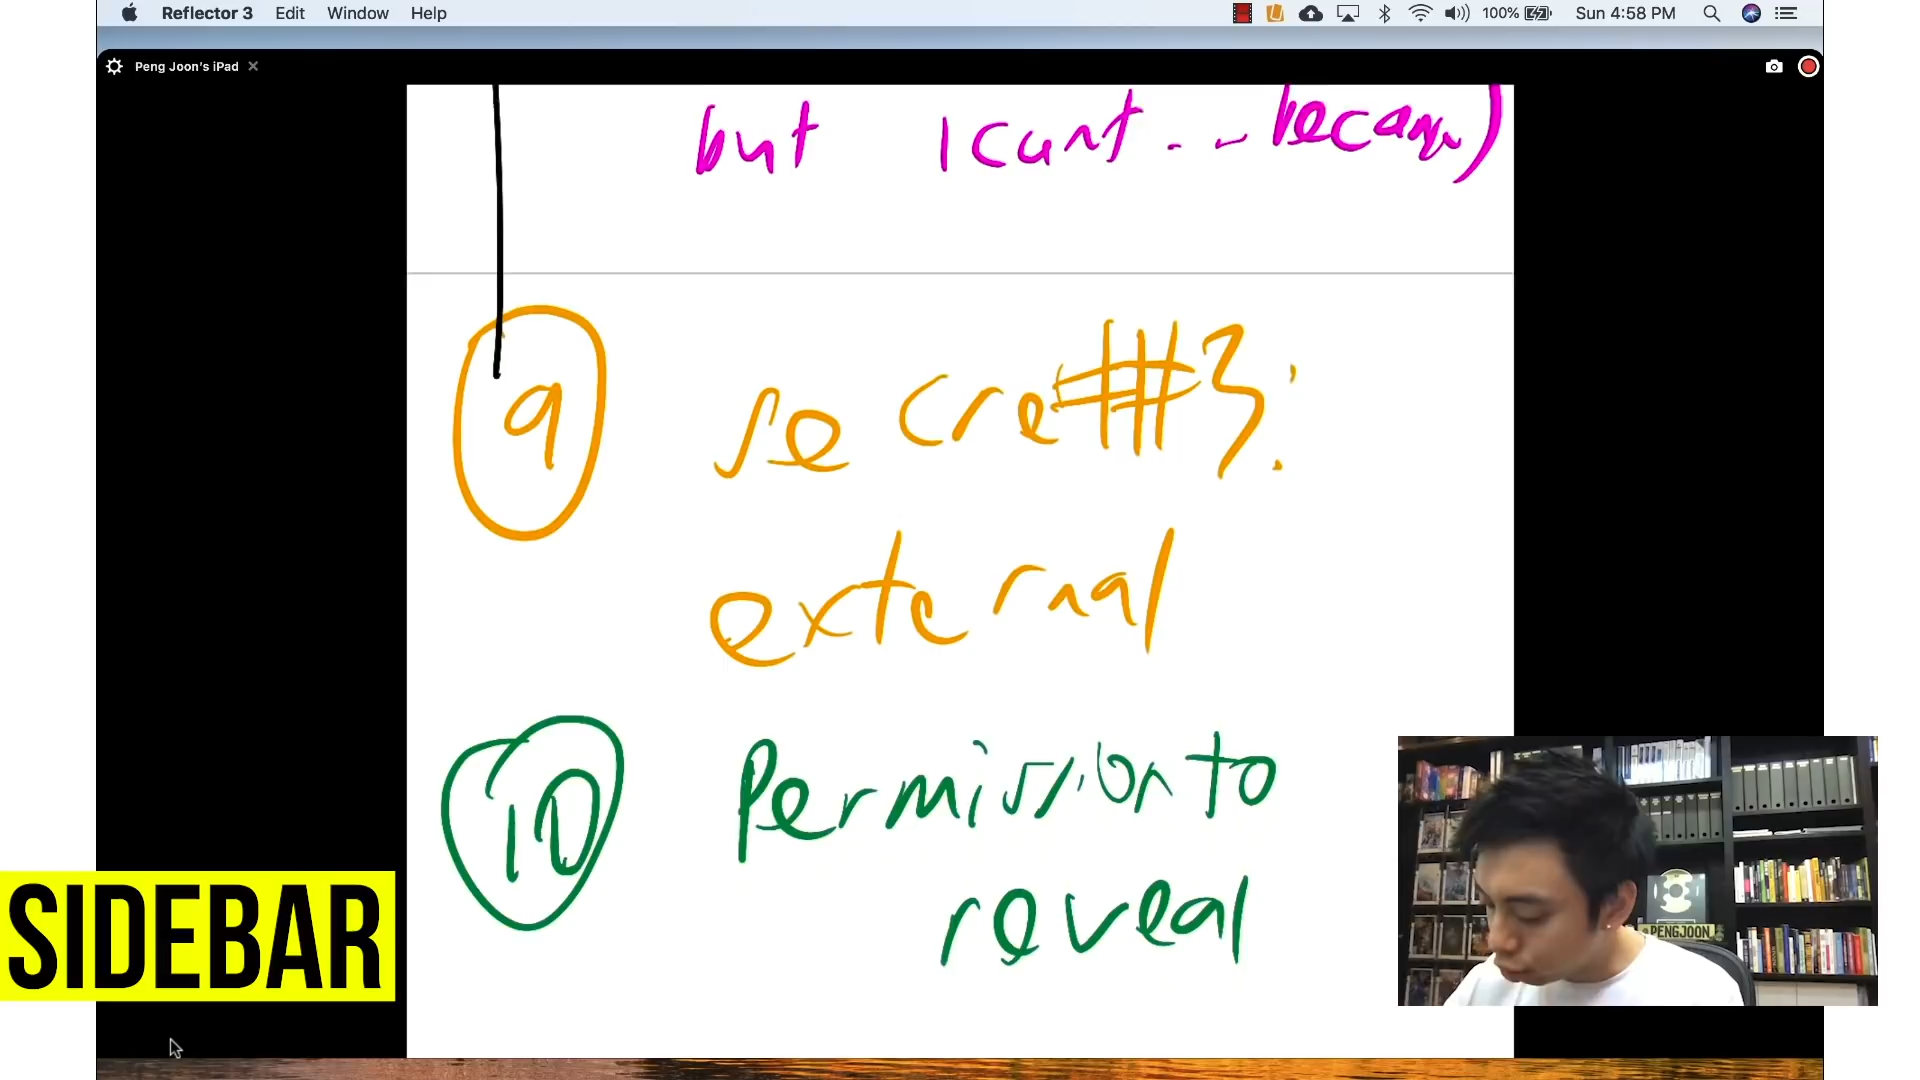 Reflector 3 Edit Window Help 100% Sun 4:58 PM
Peng Joon's iPad
but I cant... because)
9 secret #3:
external
10 Permission to
reveal
SIDEBAR
PENGJOON